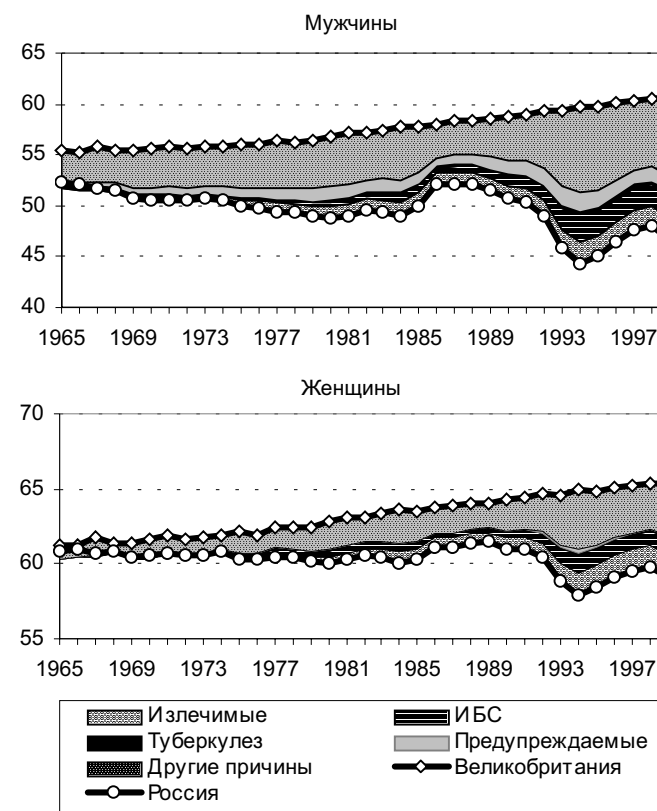 Мужчины
65
60
55
50
45
40
1965 1969 1973 1977 1981 1985 1989 1993 1997
Женщины
70
65
60
55
1965 1969 1973 1977 1981 1985 1989 1993 1997
Излечимые ИБС
Туберкулез Предупреждаемые
Другие причины Великобритания
Россия